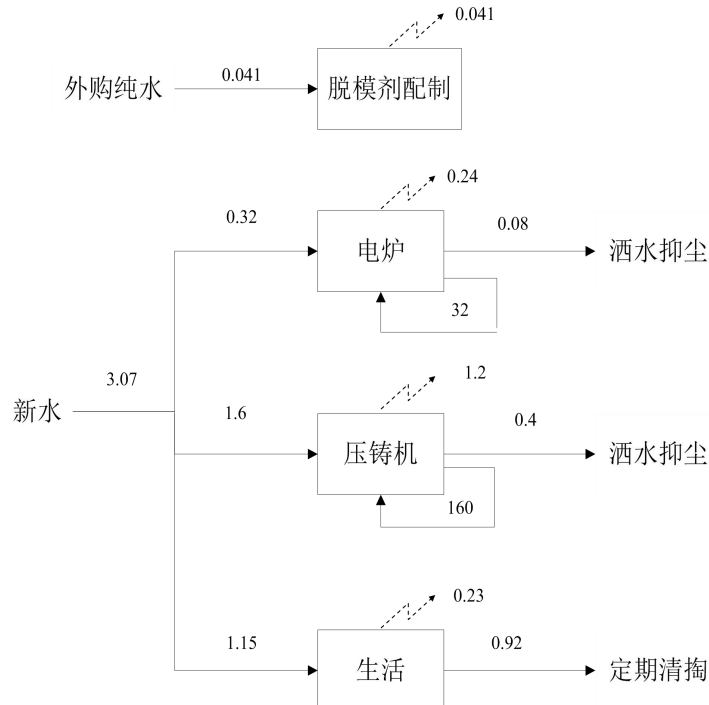 0.041
外购纯水
0.041
脱模剂配制
0.24
0.32
电炉
0.08
洒水抑尘
32
3.07
新水
1.2
1.6
压铸机
0.4
洒水抑尘
160
0.23
1.15
生活
0.92
定期清掏